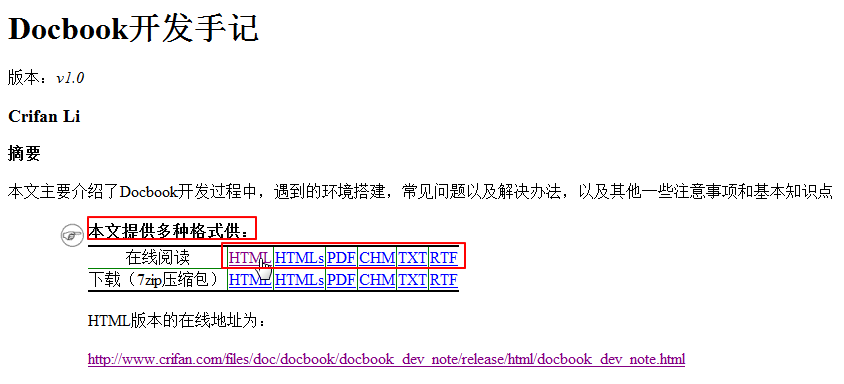 Docbook开发手记
版本：v1.0
Crifan Li
摘要
本文主要介绍了Docbook开发过程中，遇到的环境搭建，常见问题以及解决办法，以及其他一些注意事项和基本知识点
本文提供多种格式供：
在线阅读 HTML HTMLs PDF CHM TXT RTF
下载（7zip压缩包） HTML HTMLs PDF CHM TXT RTF
HTML版本的在线地址为：
http://www.crifan.com/files/doc/docbook/docbook_dev_note/release/html/docbook_dev_note.html